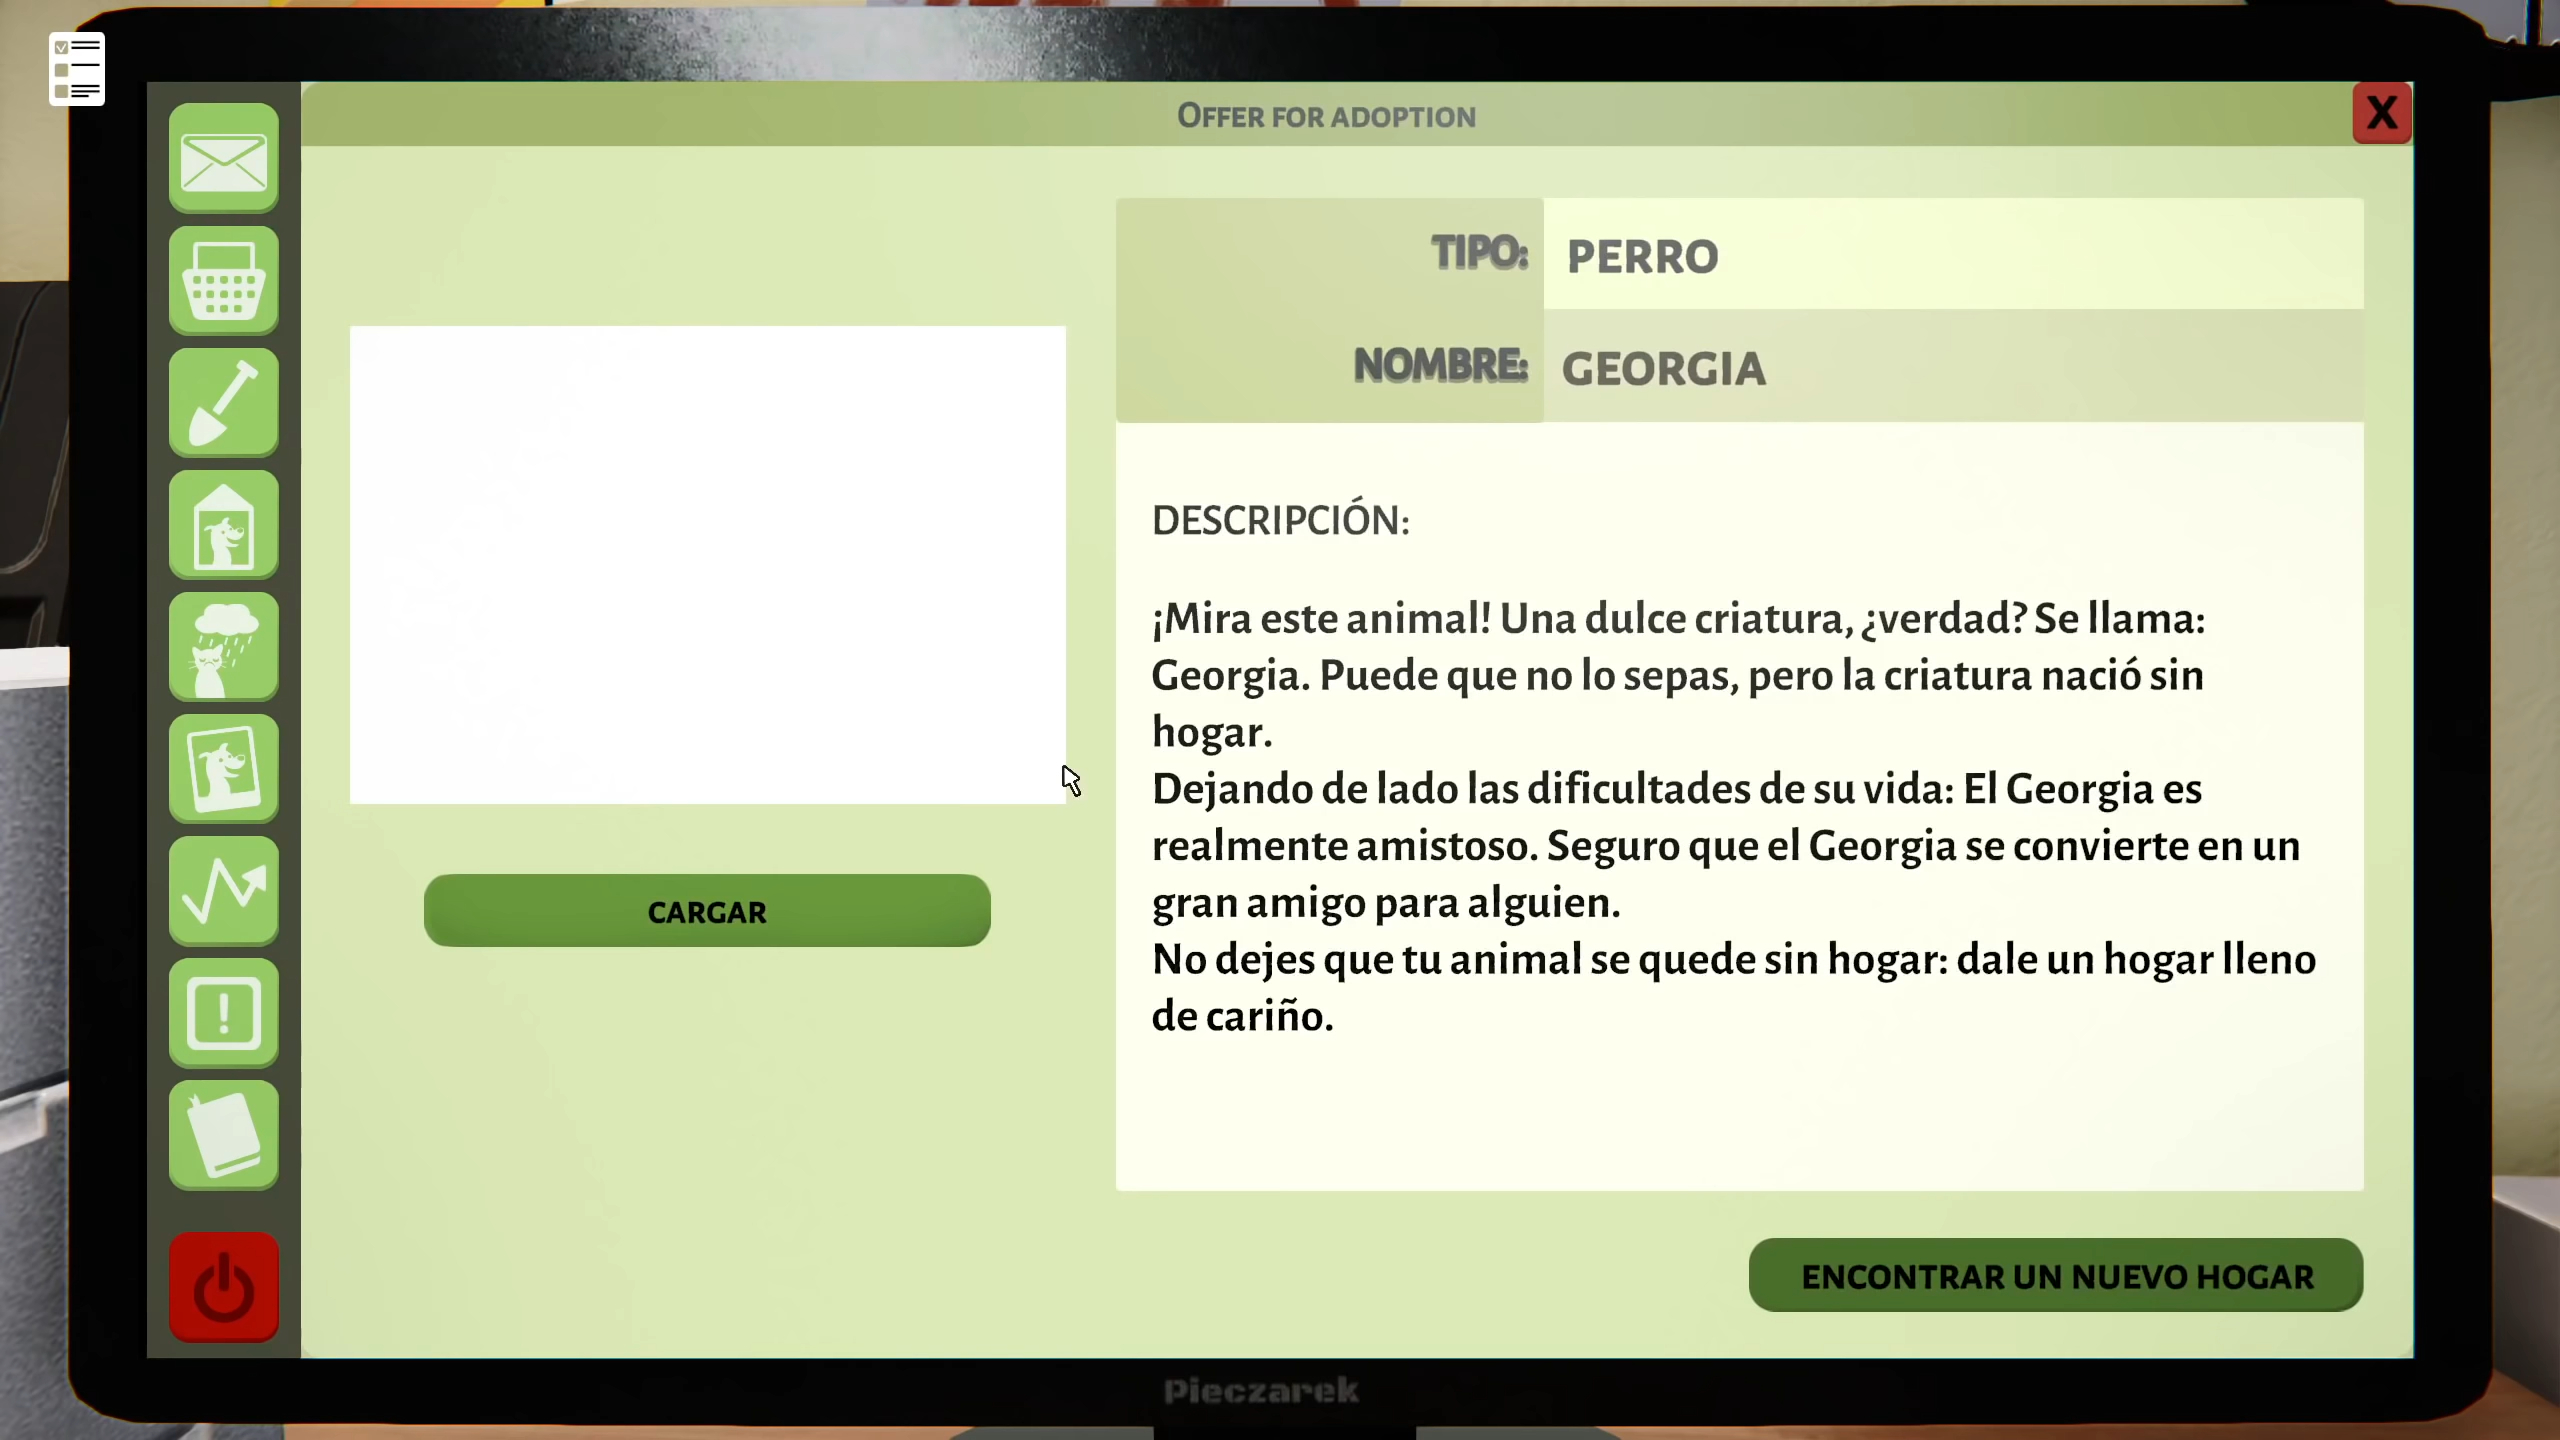 Offer for adoption
X
TIPO:
PERRO
NOMBRE:
GEORGIA
DESCRIPCIÓN:
¡Mira este animal! Una dulce criatura, ¿verdad? Se llama:
Georgia. Puede que no lo sepas, pero la criatura nació sin
hogar.
Dejando de lado las dificultades de su vida: El Georgia es
realmente amistoso. Seguro que el Georgia se convierte en un
gran amigo para alguien.
No dejes que tu animal se quede sin hogar: dale un hogar lleno
de cariño.
CARGAR
ENCONTRAR UN NUEVO HOGAR
Pieczarek